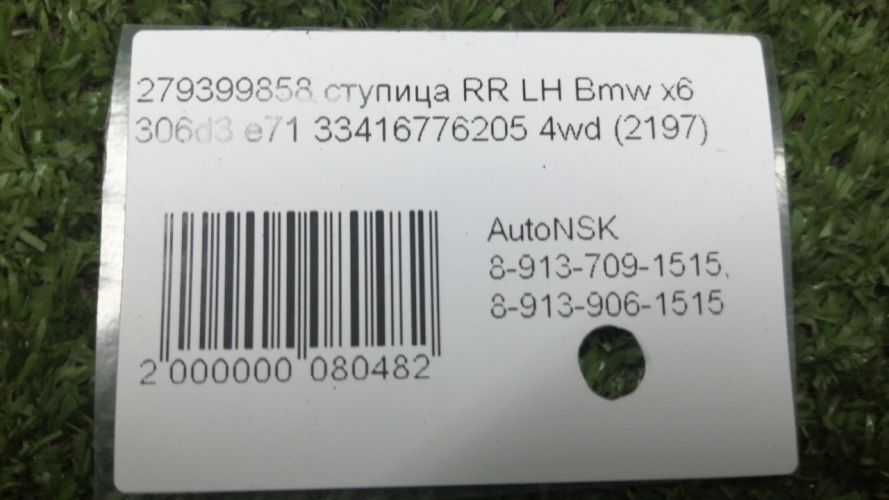 279399858 ступица RR LH Bmw x6
306d3 e71 33416776205 4wd (2197)
AutoNSK
8-913-709-1515,
8-913-906-1515
2 000000 080482